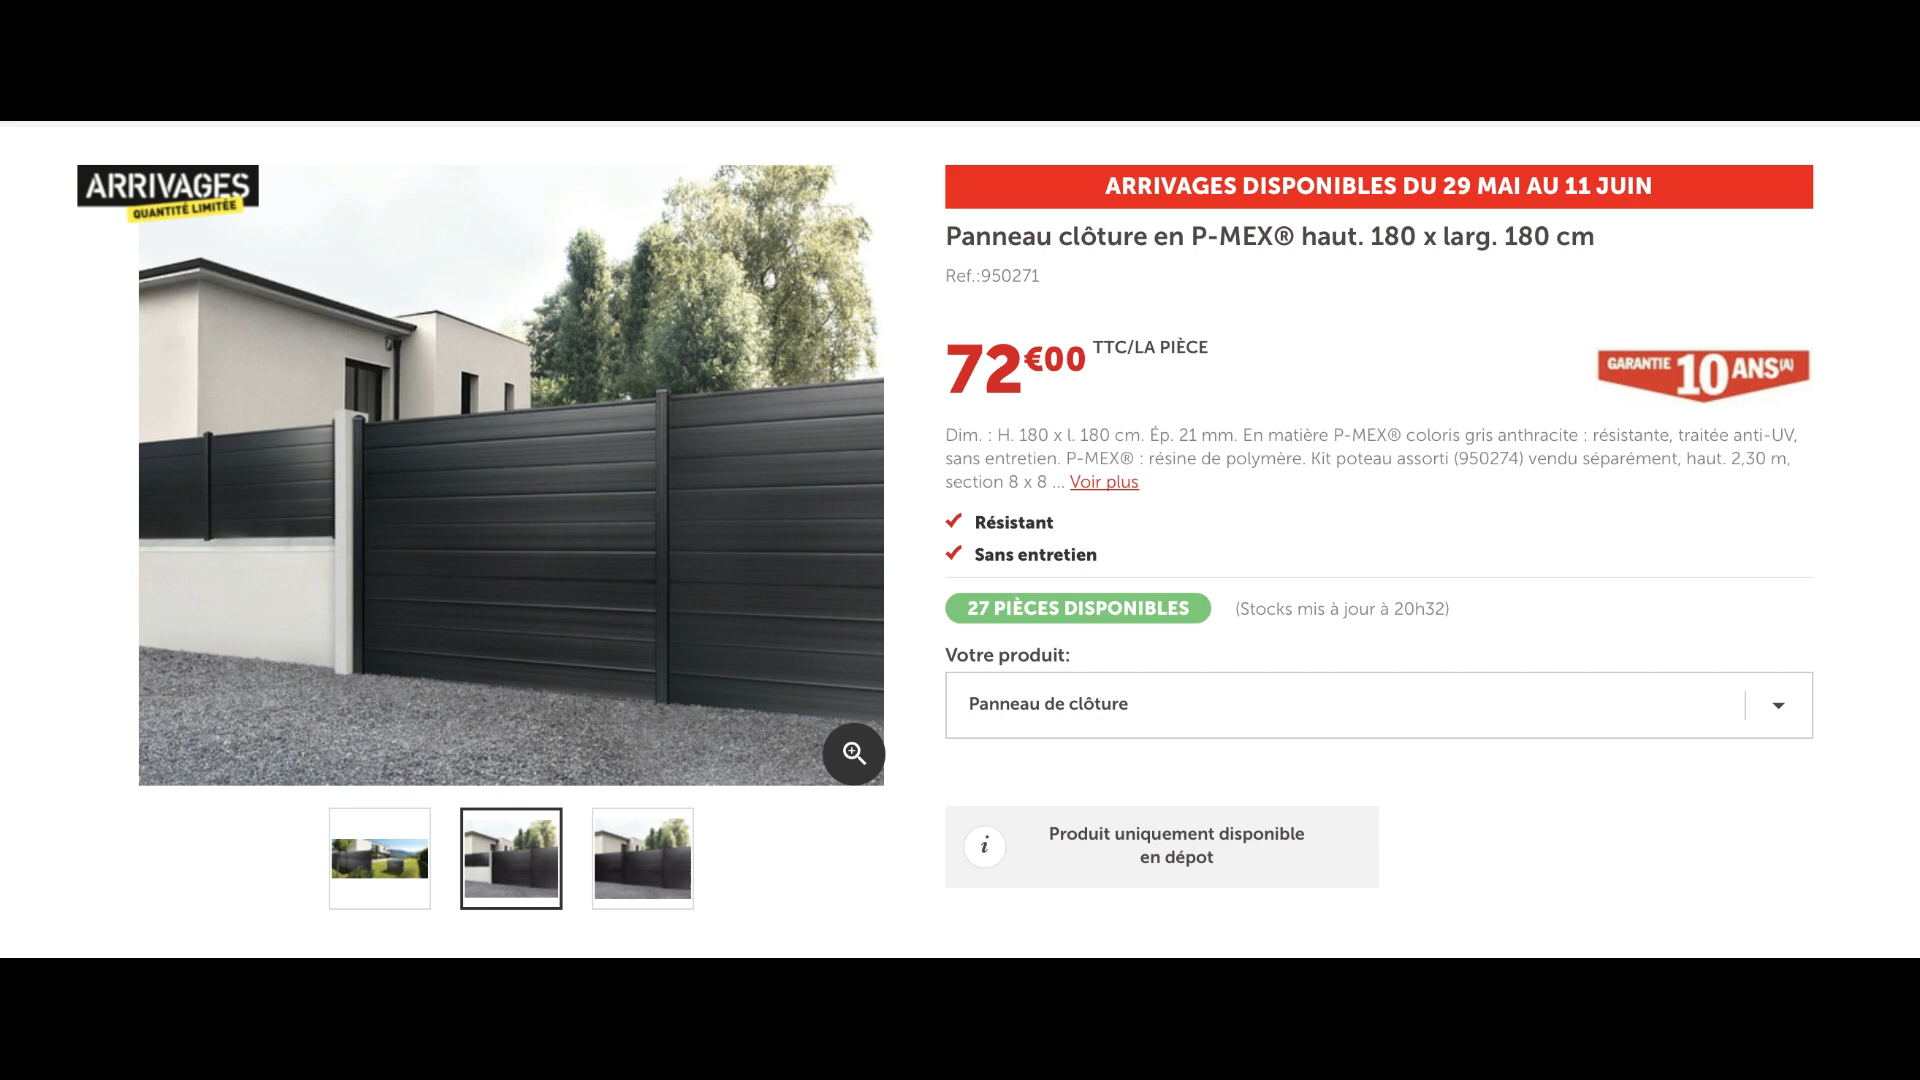 ARRIVAGES
QUANTITÉ LIMITÉE
ARRIVAGES DISPONIBLES DU 29 MAI AU 11 JUIN
Panneau clôture en P-MEX® haut. 180 x larg. 180 cm
Ref.:950271
72€00 TTC/LA PIÈCE
GARANTIE 10 ANS(A)
Dim. : H. 180 x l. 180 cm. Ép. 21 mm. En matière P-MEX® coloris gris anthracite : résistante, traitée anti-UV,
sans entretien. P-MEX® : résine de polymère. Kit poteau assorti (950274) vendu séparément, haut. 2,30 m,
section 8 x 8 ... Voir plus
Résistant
Sans entretien
27 PIÈCES DISPONIBLES (Stocks mis à jour à 20h32)
Votre produit:
Panneau de clôture
i
Produit uniquement disponible
en dépot